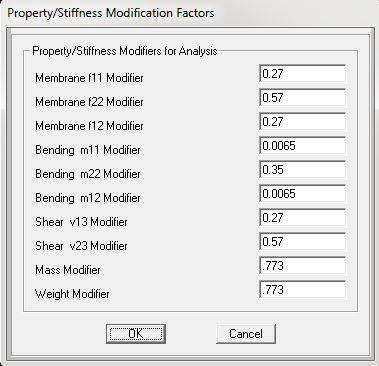 Property/Stiffness Modification Factors
Property/Stiffness Modifiers for Analysis
Membrane f11 Modifier 0.27
Membrane f22 Modifier 0.57
Membrane f12 Modifier 0.27
Bending m11 Modifier 0.0065
Bending m22 Modifier 0.35
Bending m12 Modifier 0.0065
Shear v13 Modifier 0.27
Shear v23 Modifier 0.57
Mass Modifier .773
Weight Modifier .773
OK Cancel